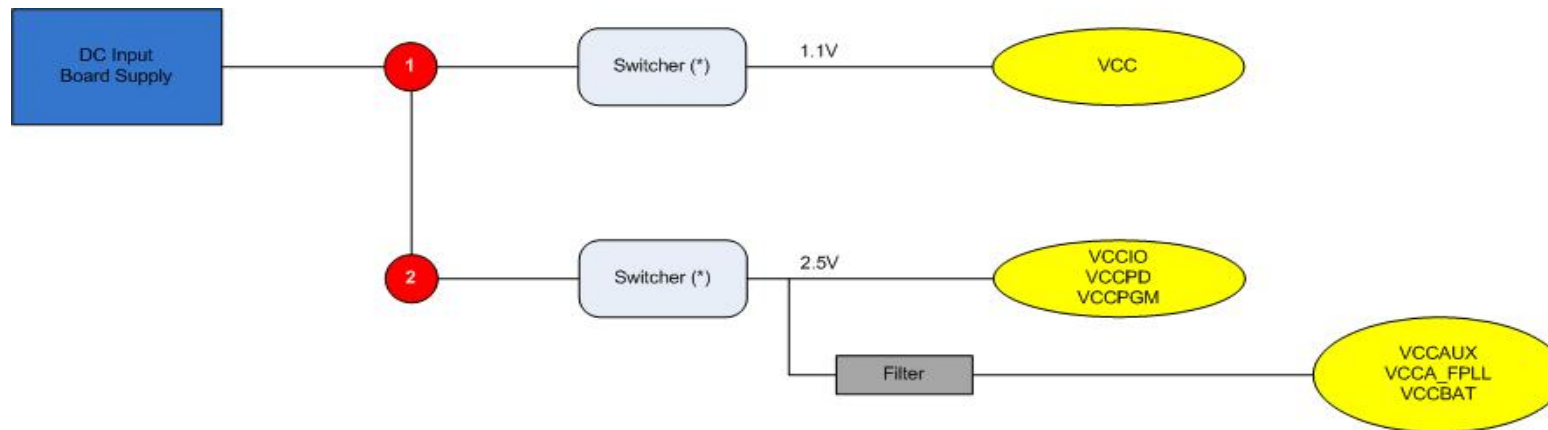 DC Input
Board Supply
1
Switcher (*)
1.1V
VCC
2
Switcher (*)
2.5V
VCCIO
VCCPD
VCCPGM
Filter
VCCAUX
VCCA_FPLL
VCCBAT